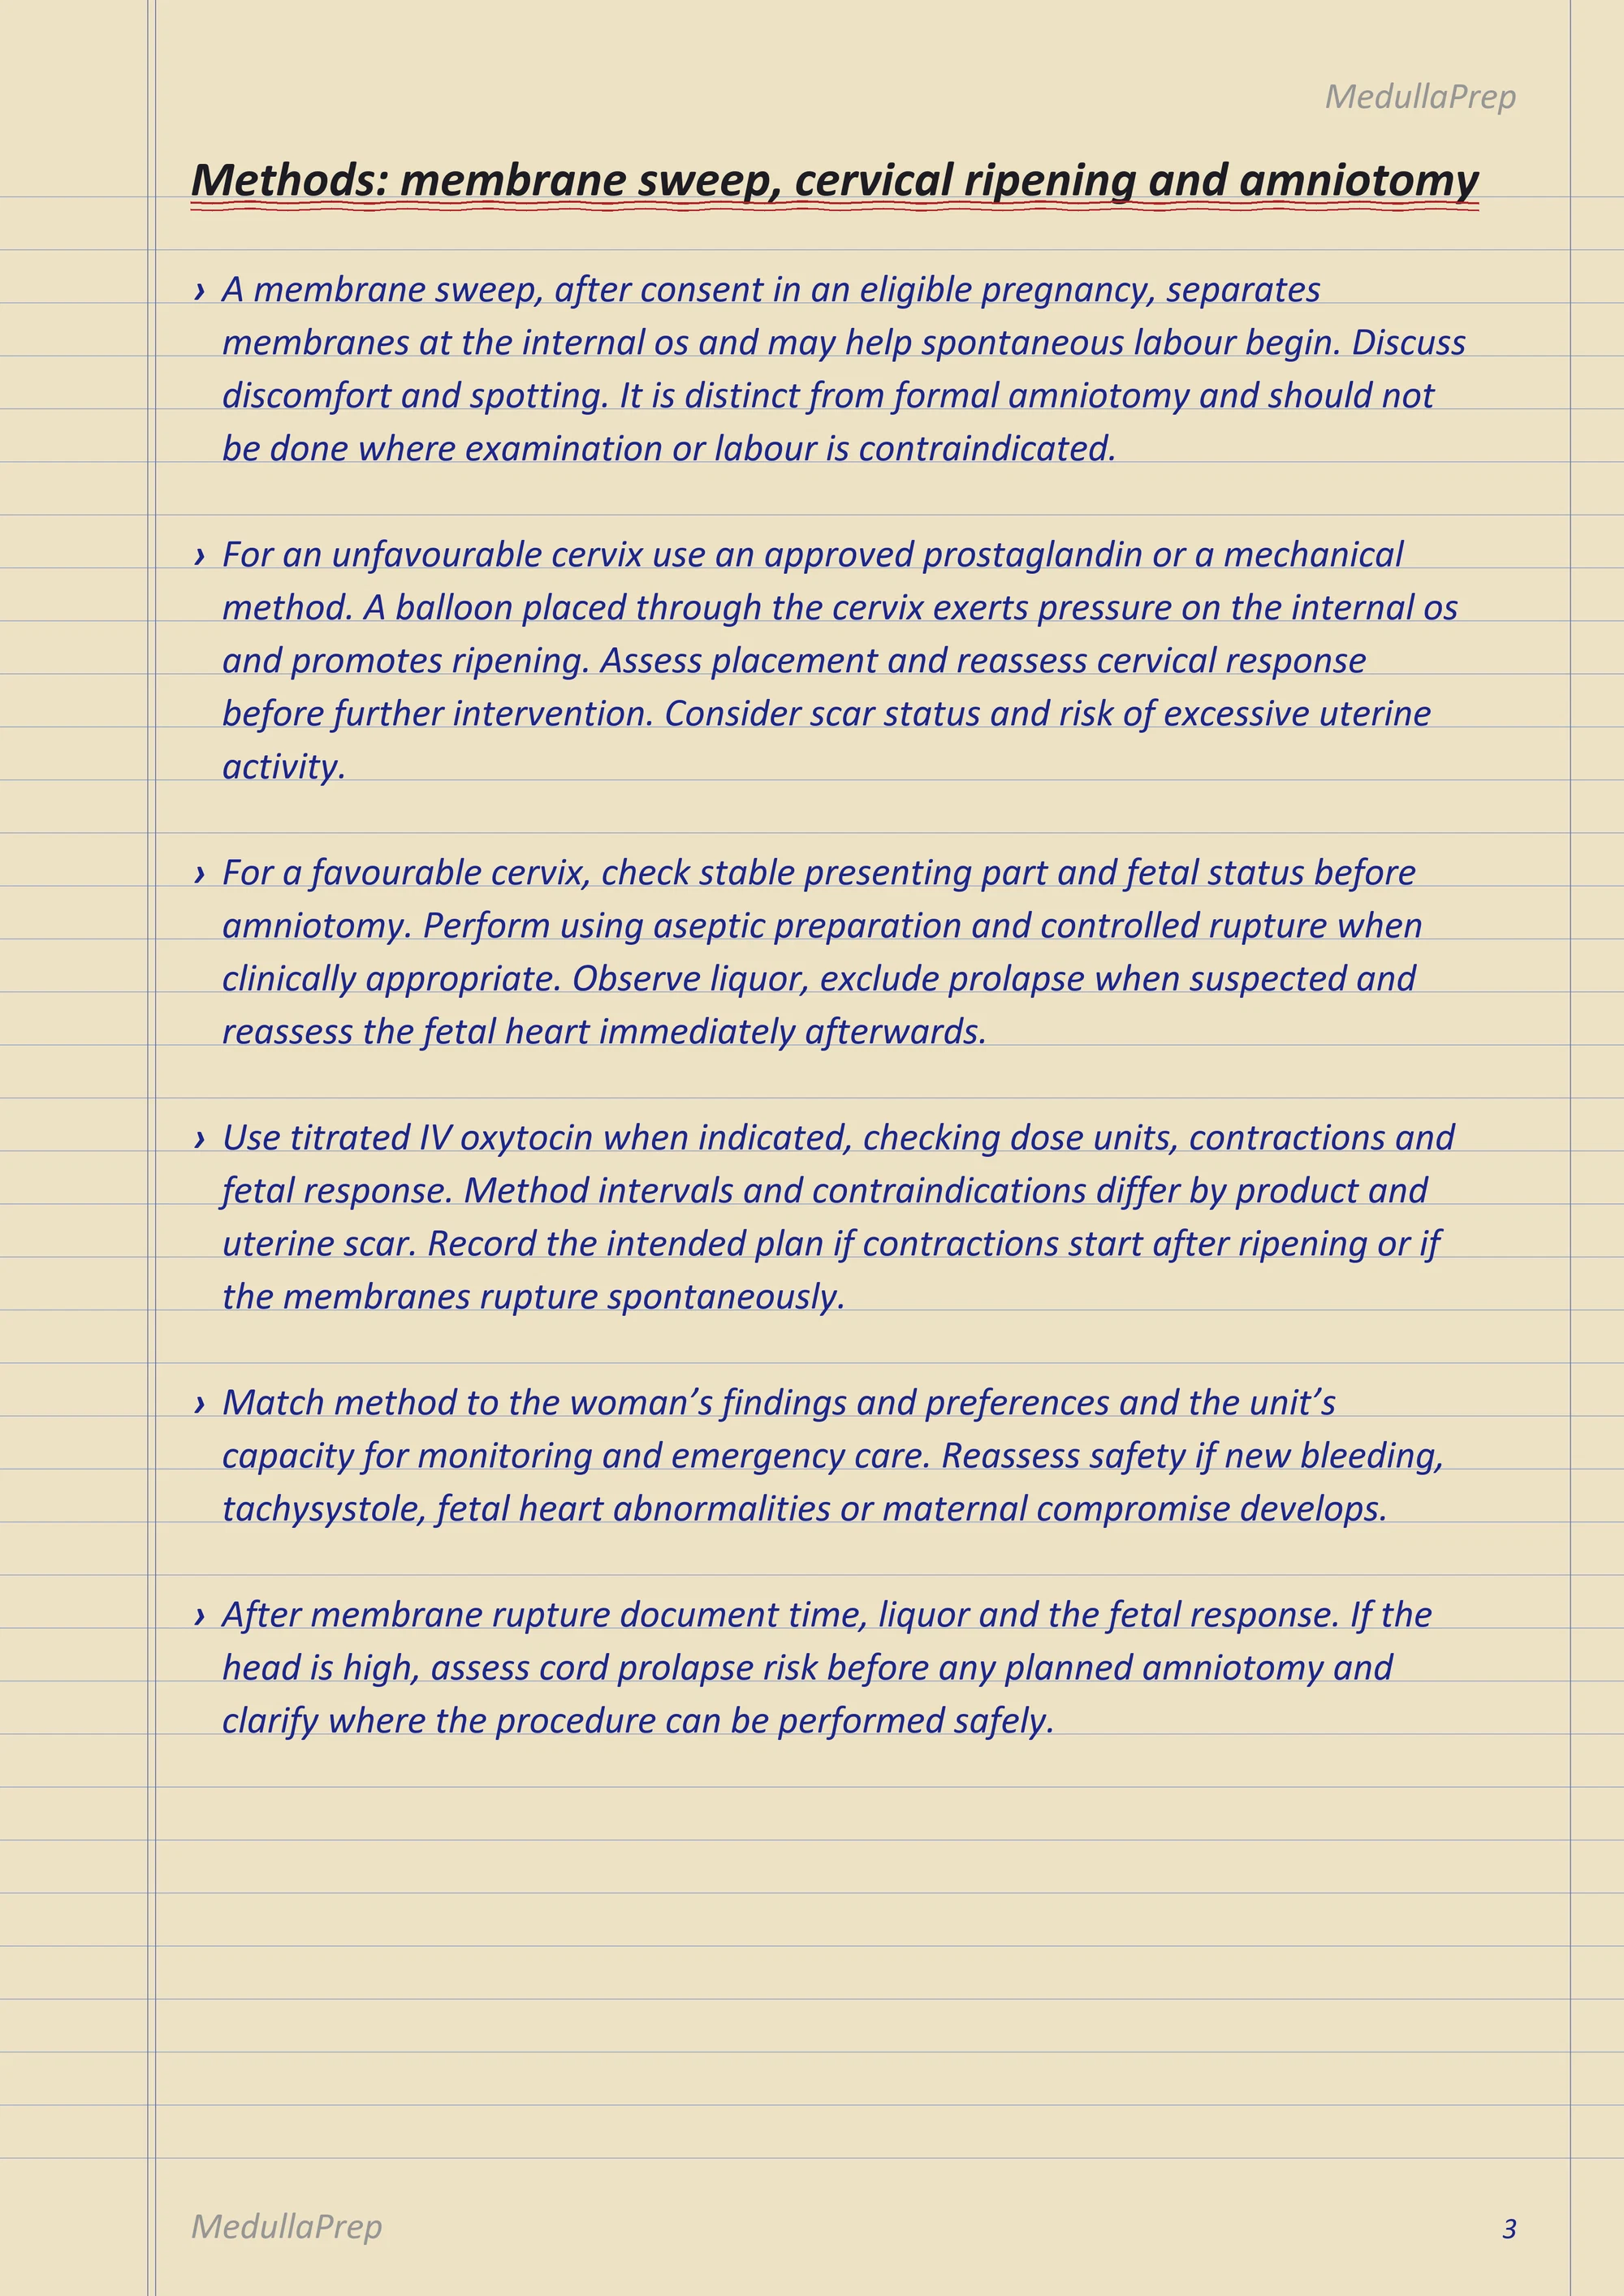 MedullaPrep
Methods: membrane sweep, cervical ripening and amniotomy
› A membrane sweep, after consent in an eligible pregnancy, separates
membranes at the internal os and may help spontaneous labour begin. Discuss
discomfort and spotting. It is distinct from formal amniotomy and should not
be done where examination or labour is contraindicated.
› For an unfavourable cervix use an approved prostaglandin or a mechanical
method. A balloon placed through the cervix exerts pressure on the internal os
and promotes ripening. Assess placement and reassess cervical response
before further intervention. Consider scar status and risk of excessive uterine
activity.
› For a favourable cervix, check stable presenting part and fetal status before
amniotomy. Perform using aseptic preparation and controlled rupture when
clinically appropriate. Observe liquor, exclude prolapse when suspected and
reassess the fetal heart immediately afterwards.
› Use titrated IV oxytocin when indicated, checking dose units, contractions and
fetal response. Method intervals and contraindications differ by product and
uterine scar. Record the intended plan if contractions start after ripening or if
the membranes rupture spontaneously.
› Match method to the woman’s findings and preferences and the unit’s
capacity for monitoring and emergency care. Reassess safety if new bleeding,
tachysystole, fetal heart abnormalities or maternal compromise develops.
› After membrane rupture document time, liquor and the fetal response. If the
head is high, assess cord prolapse risk before any planned amniotomy and
clarify where the procedure can be performed safely.
MedullaPrep
3